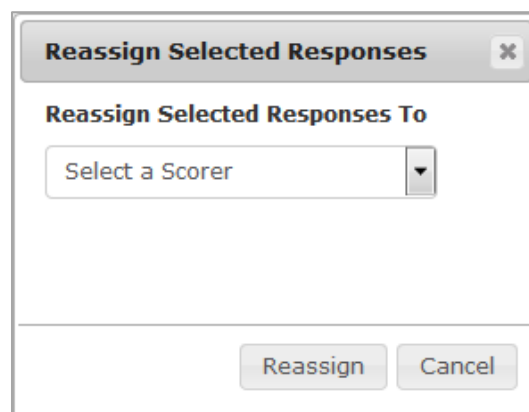 Reassign Selected Responses
Reassign Selected Responses To
Select a Scorer
Reassign Cancel